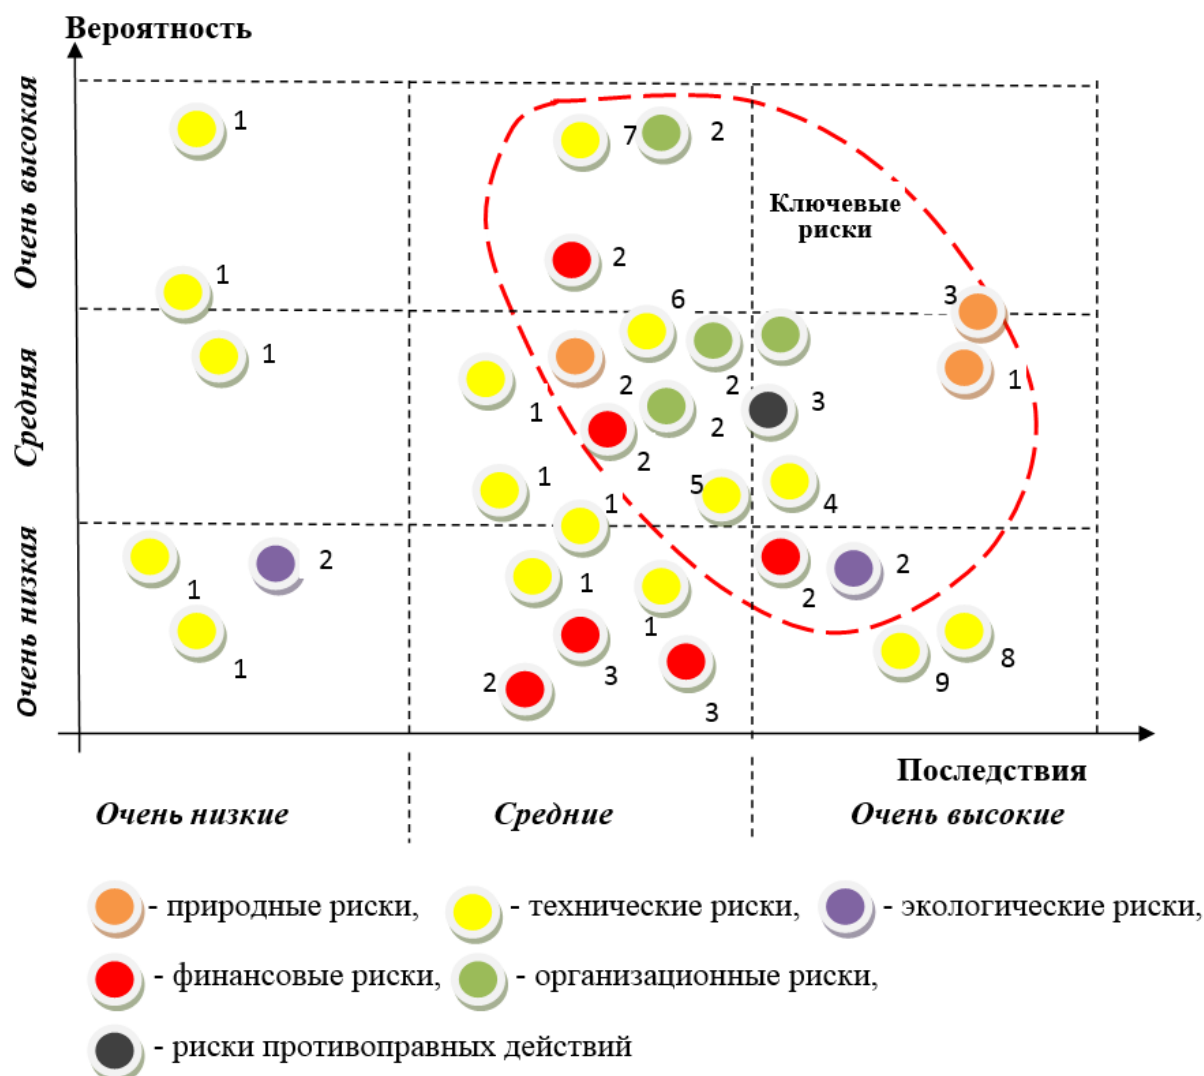 Вероятность
Очень высокая
Средняя
Очень низкая
1
7
2
Ключевые
риски
2
1
6
3
1
1
2
2
1
3
2
2
1
5
4
1
1
2
1
2
2
1
1
3
8
2
9
3
Последствия
Очень низкие
Средние
Очень высокие
- природные риски,
- технические риски,
- экологические риски,
- финансовые риски,
- организационные риски,
- риски противоправных действий